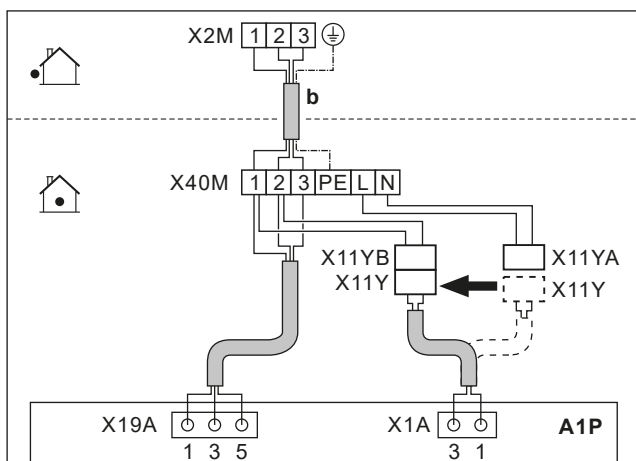 X2M 1 2 3
b
X40M 1 2 3 PE L N
X11YB X11YA
X11Y X11Y
X19A X1A A1P
1 3 5 3 1